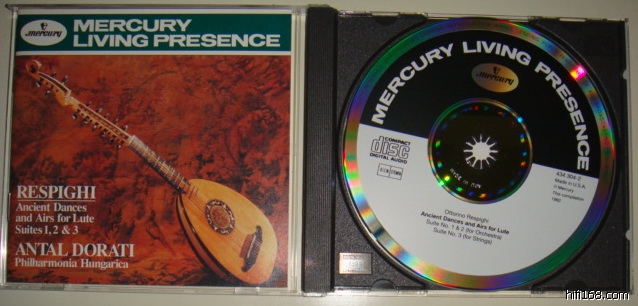 mercury
MERCURY
LIVING PRESENCE
RESPIGHI
Ancient Dances
and Airs for Lute
Suites 1, 2 & 3
ANTAL DORATI
Philharmonia Hungarica
MERCURY LIVING PRESENCE
mercury
COMPACT
disc
DIGITAL AUDIO
434 304-2
Made in U.S.A.
Ottorino Respighi
Ancient Dances and Airs for Lute
Suite No. 1 & 2 (for Orchestra)
Suite No. 3 (for Strings)
hifi168.com